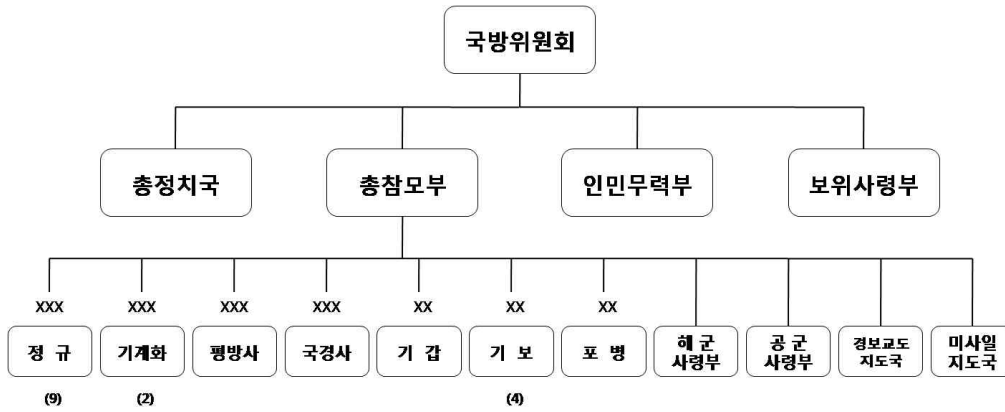 국방위원회
총정치국 총참모부 인민무력부 보위사령부
XXX XXX XXX XXX XX XX XX
정 규 기계화 평방사 국경사 기 갑 기 보 포 병 해 군 사령부 공 군 사령부 경보교도 지도국 미사일 지도국
(9) (2) (4)